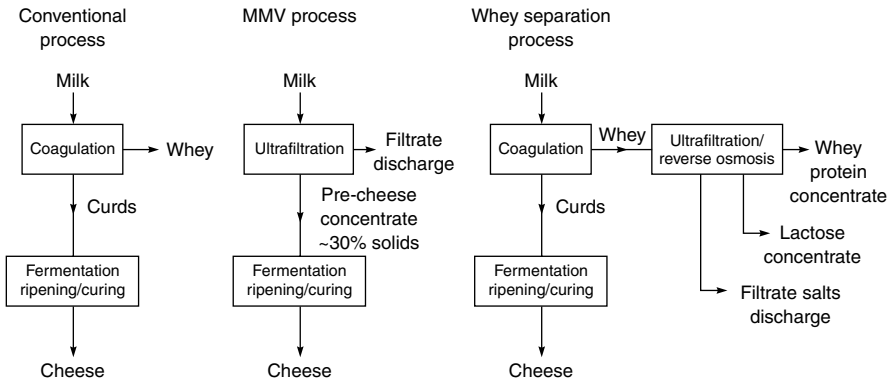 Conventional
process
Milk
Coagulation
Whey
Curds
Fermentation
ripening/curing
Cheese
MMV process
Milk
Ultrafiltration
Filtrate
discharge
Pre-cheese
concentrate
~30% solids
Fermentation
ripening/curing
Cheese
Whey separation
process
Milk
Coagulation
Whey
Ultrafiltration/
reverse osmosis
Whey
protein
concentrate
Curds
Lactose
concentrate
Filtrate salts
discharge
Fermentation
ripening/curing
Cheese